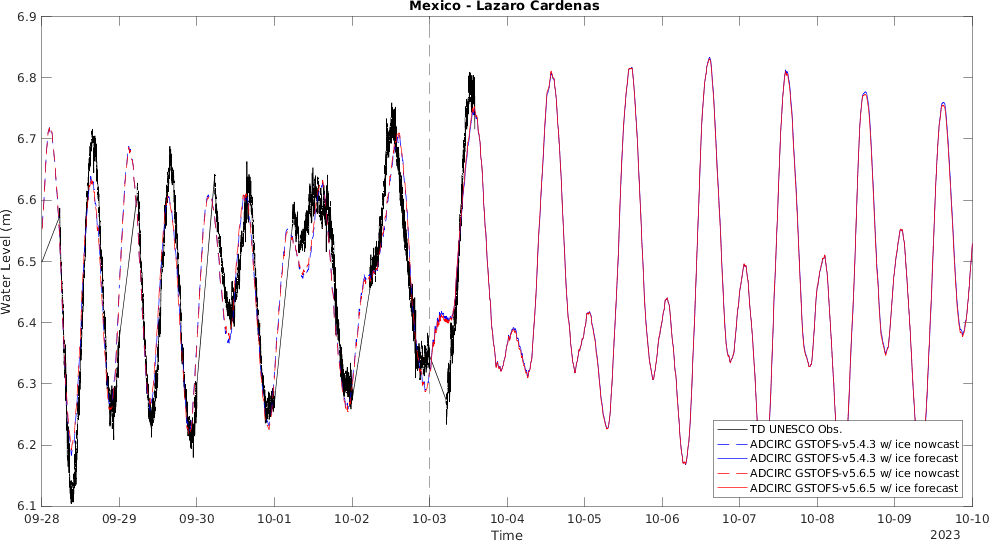 Mexico - Lazaro Cardenas
6.9
6.8
6.7
6.6
6.5
6.4
6.3
6.2
6.1
Water Level (m)
TD UNESCO Obs.
ADCIRC GSTOFS-v5.4.3 w/ ice nowcast
ADCIRC GSTOFS-v5.4.3 w/ ice forecast
ADCIRC GSTOFS-v5.6.5 w/ ice nowcast
ADCIRC GSTOFS-v5.6.5 w/ ice forecast
09-28 09-29 09-30 10-01 10-02 10-03 10-04 10-05 10-06 10-07 10-08 10-09 10-10
Time
2023